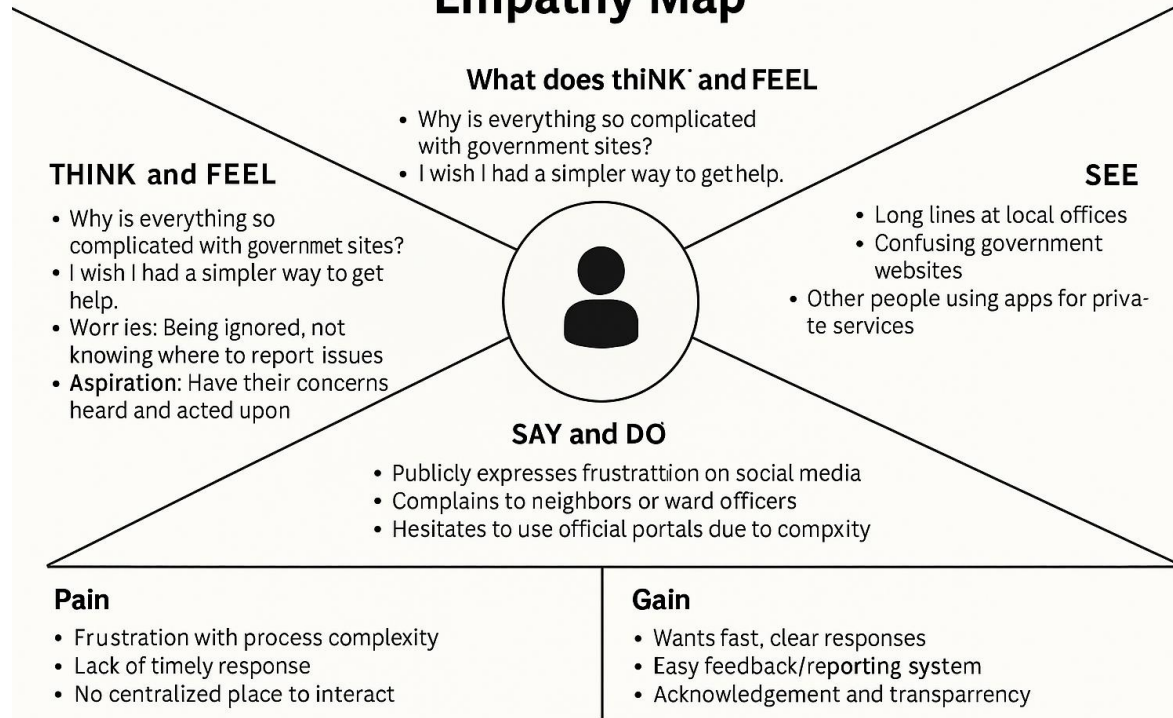 Empathy Map
What does thiNK and FEEL
• Why is everything so complicated
with government sites?
• I wish I had a simpler way to get help.
THINK and FEEL
• Why is everything so
complicated with governmet sites?
• I wish I had a simpler way to get
help.
• Worries: Being ignored, not
knowing where to report issues
• Aspiration: Have their concerns
heard and acted upon
SEE
• Long lines at local offices
• Confusing government
websites
• Other people using apps for priva-
te services
SAY and DO
• Publicly expresses frustrattion on social media
• Complains to neighbors or ward officers
• Hesitates to use official portals due to compxity
Pain
• Frustration with process complexity
• Lack of timely response
• No centralized place to interact
Gain
• Wants fast, clear responses
• Easy feedback/reporting system
• Acknowledgement and transparrency